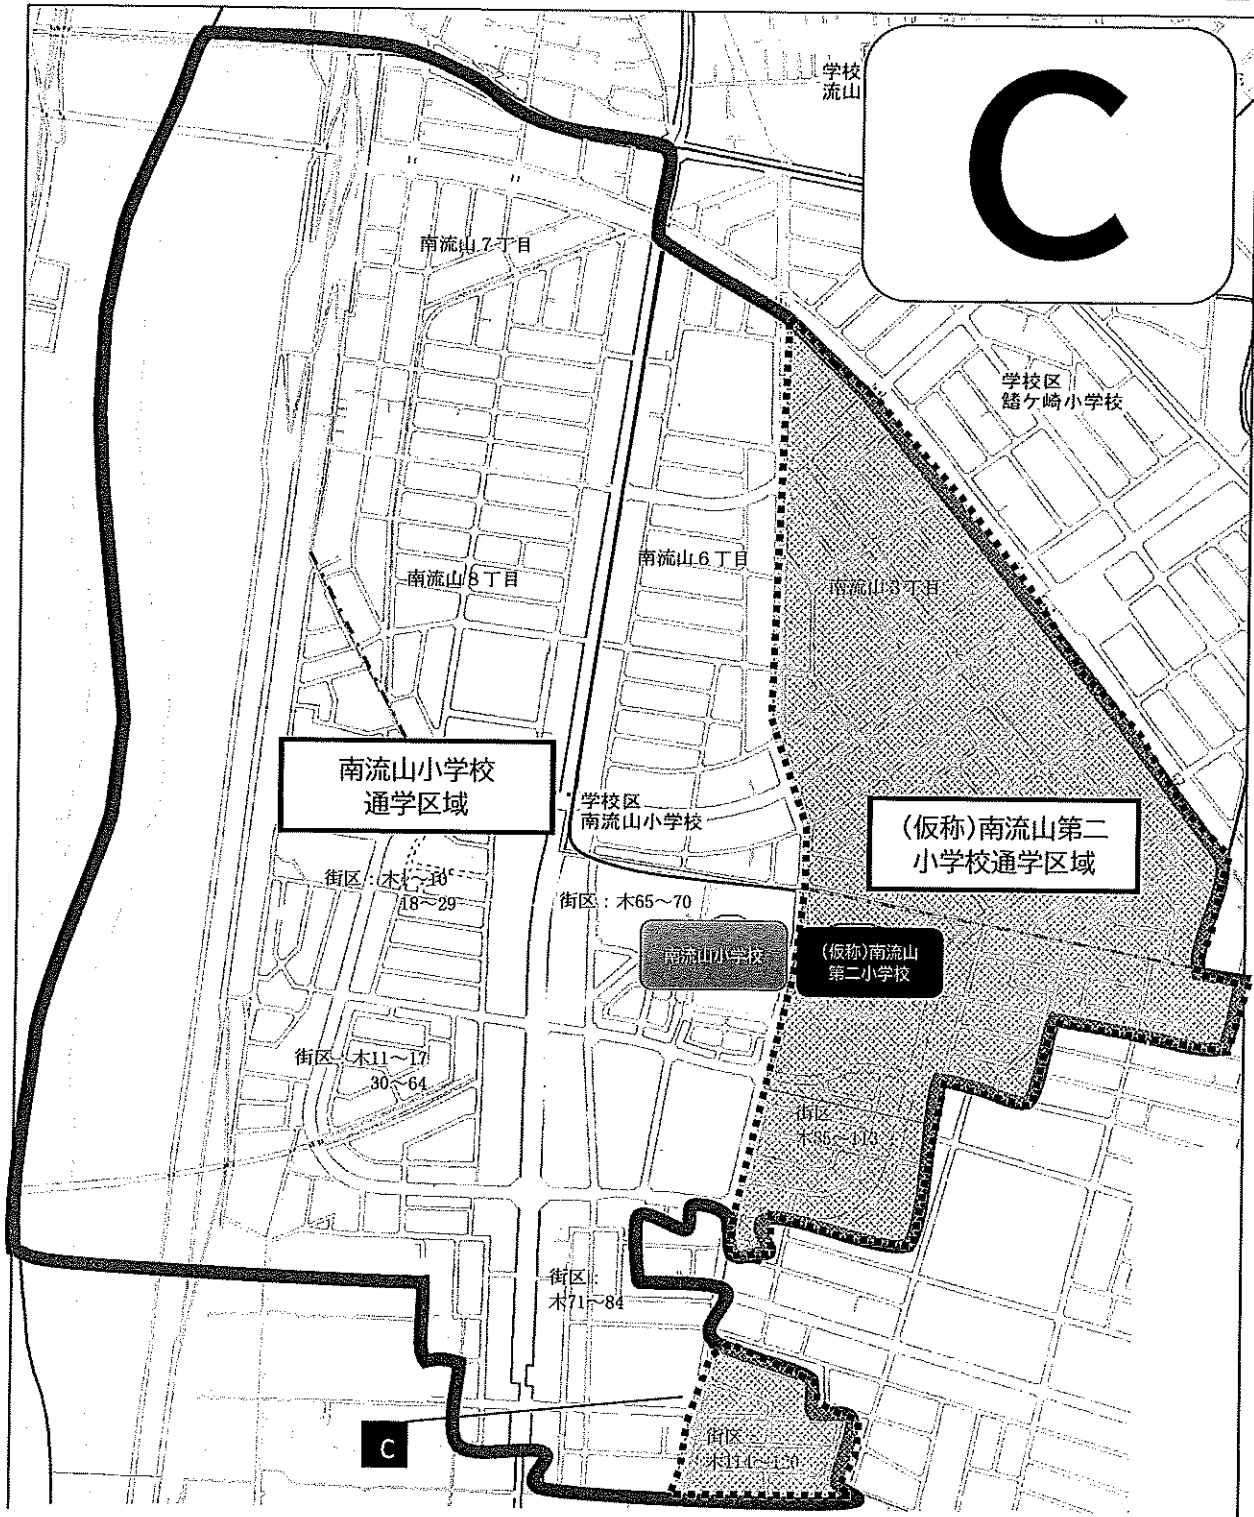 学校
流山
C
南流山7丁目
学校区
鰭ケ崎小学校
南流山6丁目
南流山8丁目
南流山3丁目
南流山小学校
通学区域
学校区
南流山小学校
(仮称)南流山第二
小学校通学区域
18～29
街区：木65～70
南流山小学校
(仮称)南流山
第二小学校
街区：木11～17
30～64
街区：
街区：
木71～84
C
街区：